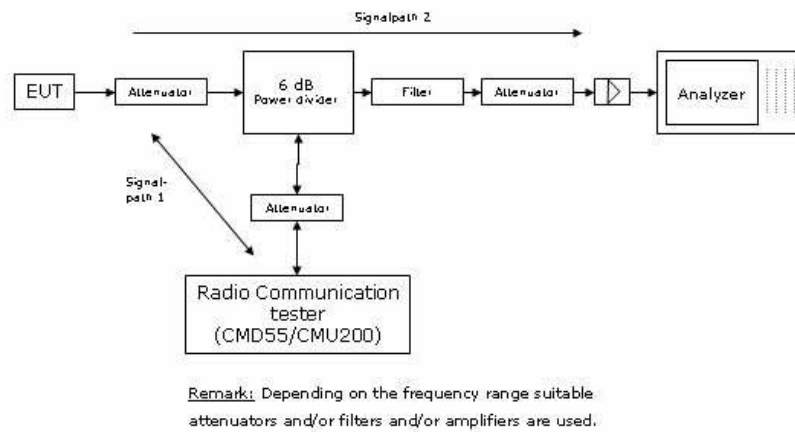 Signalpath 2
EUT
Attenuator
6 dB
Power divider
Filter
Attenuator
Analyzer
Signal-
path 1
Attenuator
Radio Communication
tester
(CMD55/CMU200)
Remark: Depending on the frequency range suitable
attenuators and/or filters and/or amplifiers are used.